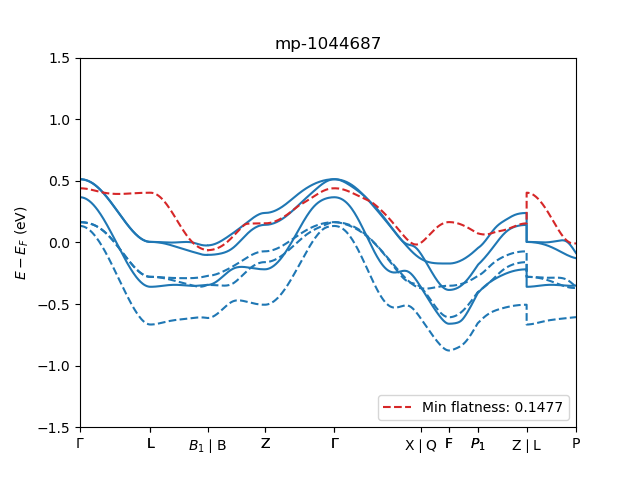 mp-1044687
1.5
1.0
0.5
0.0
−0.5
−1.0
−1.5
E − E_F (eV)
Min flatness: 0.1477
Γ L B₁ | B Z Γ X | Q F P₁ Z | L P